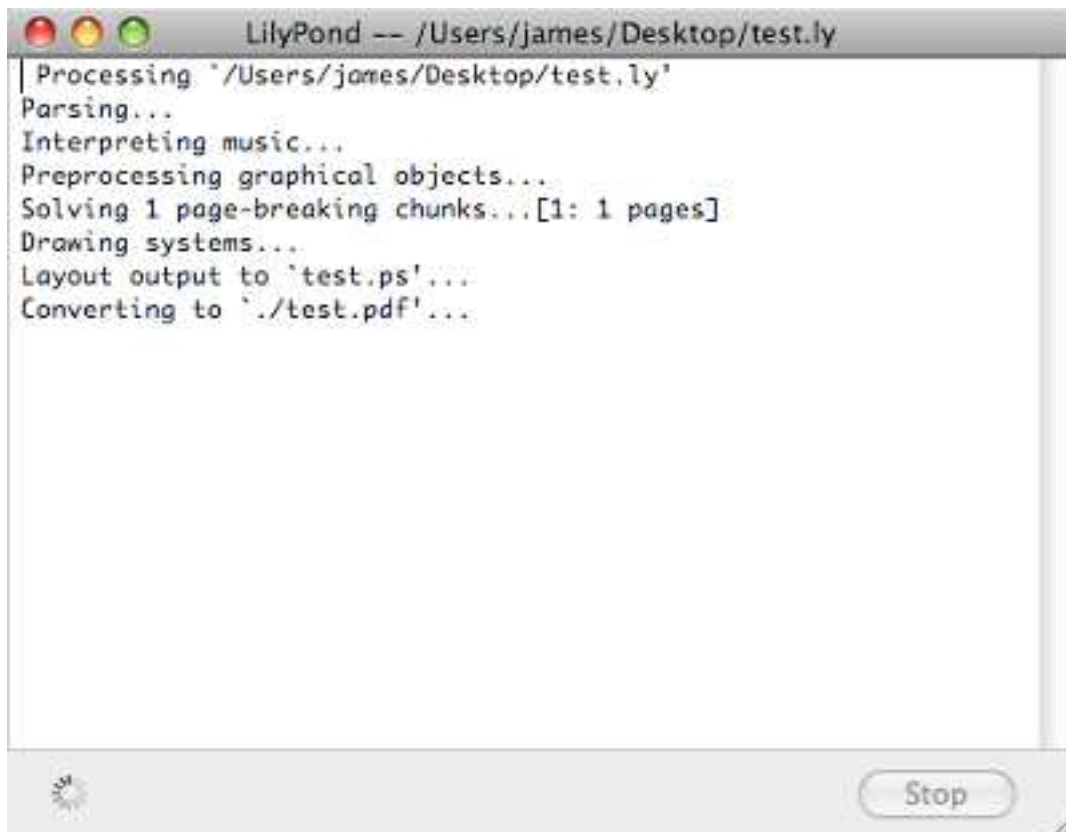 LilyPond -- /Users/james/Desktop/test.ly
Processing `/Users/james/Desktop/test.ly'
Parsing...
Interpreting music...
Preprocessing graphical objects...
Solving 1 page-breaking chunks...[1: 1 pages]
Drawing systems...
Layout output to `test.ps'...
Converting to `./test.pdf'...
Stop